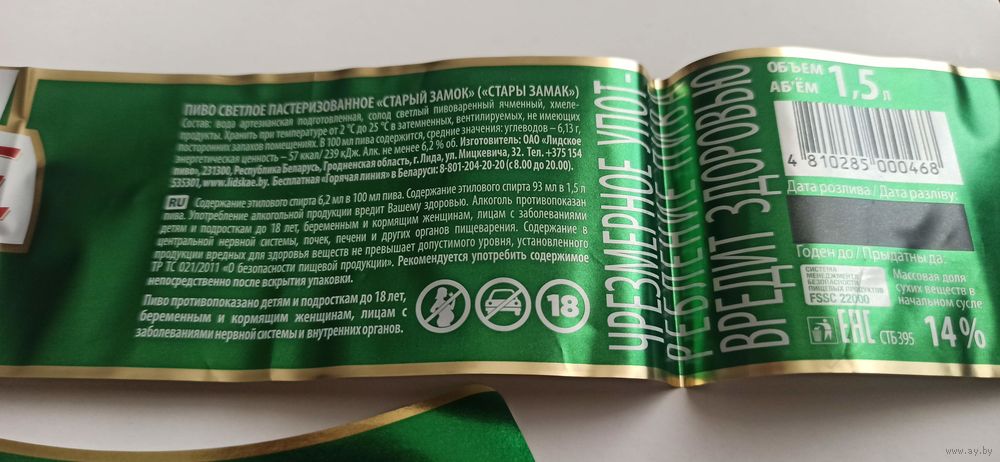 ПИВО СВЕТЛОЕ ПАСТЕРИЗОВАННОЕ «СТАРЫЙ ЗАМОК» («СТАРЫ ЗАМАК»)
Состав: вода артезианская подготовленная, солод светлый пивоваренный ячменный, хмеле-
продукты. Хранить при температуре от 2 °С до 25 °С в затемненных, вентилируемых, не имеющих
посторонних запахов помещениях. В 100 мл пива содержится, средние значения: углеводов – 6,13 г,
энергетическая ценность – 57 ккал/ 239 кДж. Алк. не менее 6,2 % об. Изготовитель: ОАО «Лидское
пиво», 231300, Республика Беларусь, Гродненская область, г. Лида, ул. Мицкевича, 32. Тел. +375 154
535301, www.lidskae.by. Бесплатная «Горячая линия» в Беларуси: 8-801-204-20-20 (с 8.00 до 20.00).
RU Содержание этилового спирта 6,2 мл в 100 мл пива. Содержание этилового спирта 93 мл в 1,5 л
пива. Употребление алкогольной продукции вредит Вашему здоровью. Алкоголь противопоказан
детям и подросткам до 18 лет, беременным и кормящим женщинам, лицам с заболеваниями
центральной нервной системы, почек, печени и других органов пищеварения. Содержание в
продукции вредных для здоровья веществ не превышает допустимого уровня, установленного
ТР ТС 021/2011 «О безопасности пищевой продукции». Рекомендуется употребить содержимое
непосредственно после вскрытия упаковки.
Пиво противопоказано детям и подросткам до 18 лет,
беременным и кормящим женщинам, лицам с
заболеваниями нервной системы и внутренних органов.
18
ЧРЕЗМЕРНОЕ УПОТ-
РЕБЛЕНИЕ ПИВА
ВРЕДИТ ЗДОРОВЬЮ
ОБЪЕМ
АБ'ЁМ 1,5 л
4 810285 000468
Дата розлива / Дата разліву:
Годен до / Прыдатны да:
СИСТЕМА
МЕНЕДЖМЕНТА
БЕЗОПАСНОСТИ
ПИЩЕВЫХ ПРОДУКТОВ
FSSC 22000
Массовая доля
сухих веществ в
начальном сусле
EAC СТБ 395 14%
www.ay.by